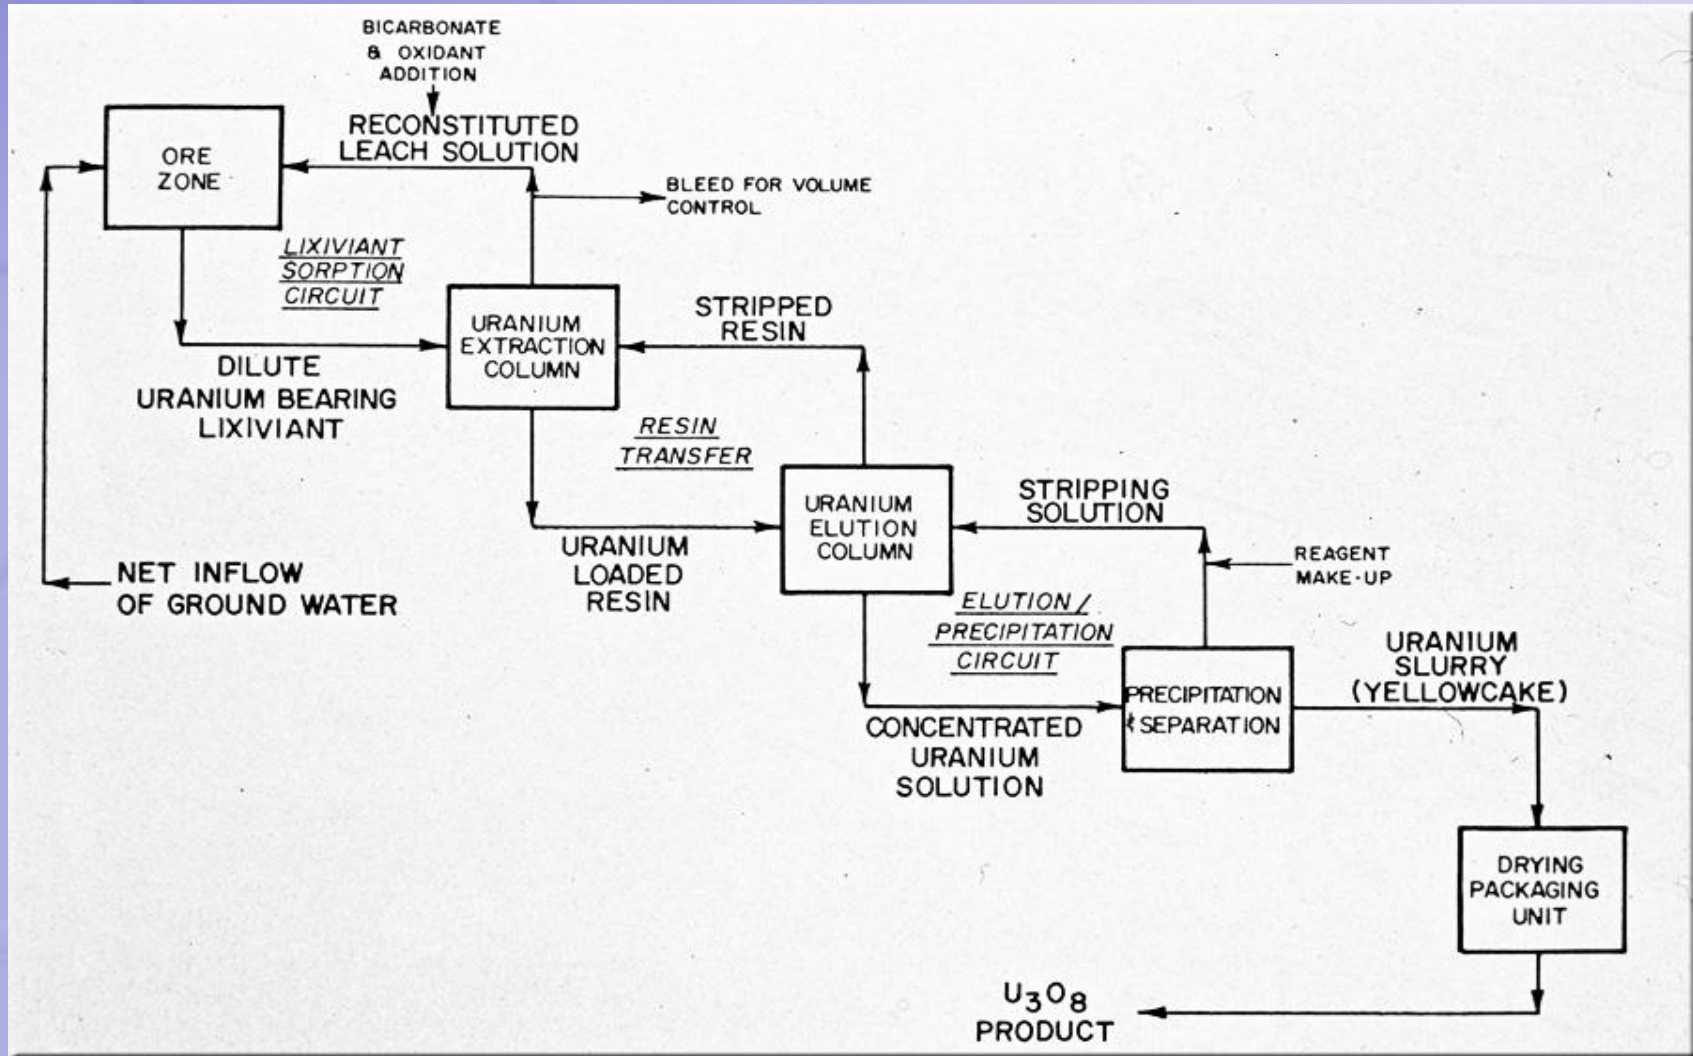 BICARBONATE
& OXIDANT
ADDITION
RECONSTITUTED
LEACH SOLUTION
ORE
ZONE
BLEED FOR VOLUME
CONTROL
LIXIVIANT
SORPTION
CIRCUIT
URANIUM
EXTRACTION
COLUMN
STRIPPED
RESIN
DILUTE
URANIUM BEARING
LIXIVIANT
RESIN
TRANSFER
URANIUM
ELUTION
COLUMN
STRIPPING
SOLUTION
URANIUM
LOADED
RESIN
REAGENT
MAKE-UP
NET INFLOW
OF GROUND WATER
ELUTION/
PRECIPITATION
CIRCUIT
URANIUM
SLURRY
(YELLOWCAKE)
PRECIPITATION
& SEPARATION
CONCENTRATED
URANIUM
SOLUTION
DRYING
PACKAGING
UNIT
U3O8
PRODUCT